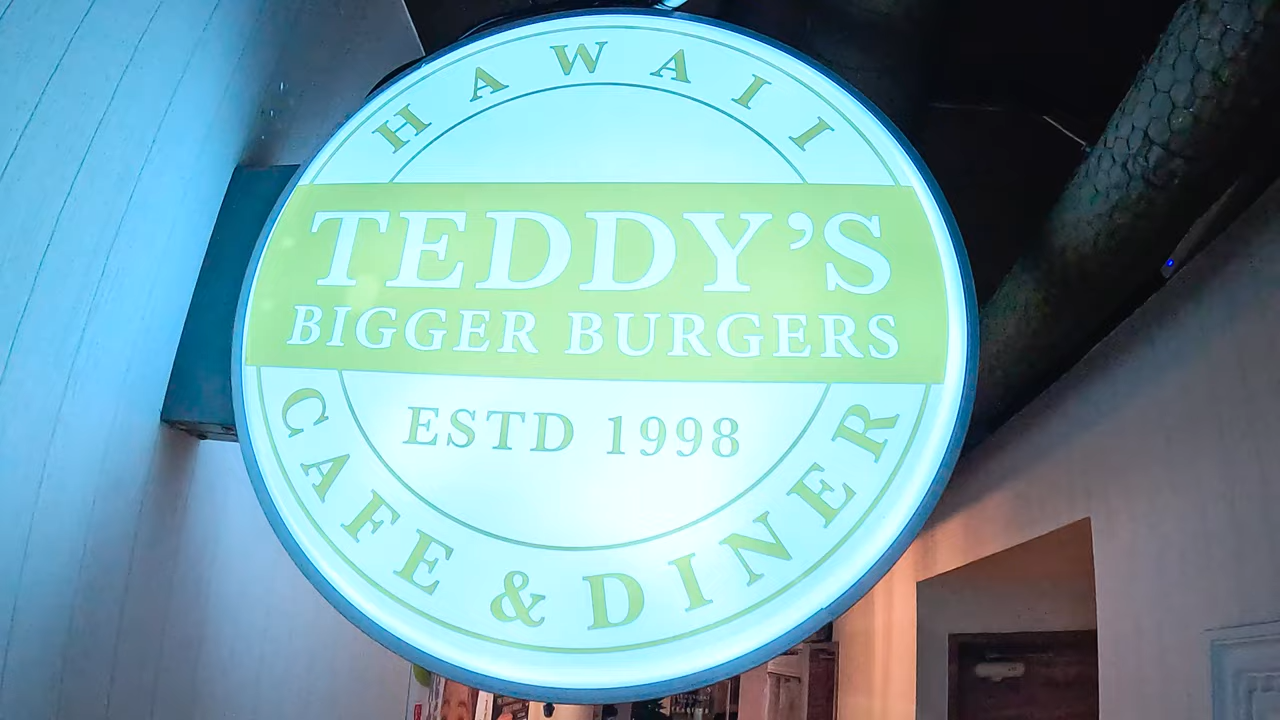 HAWAII
TEDDY'S
BIGGER BURGERS
ESTD 1998
CAFE & DINER